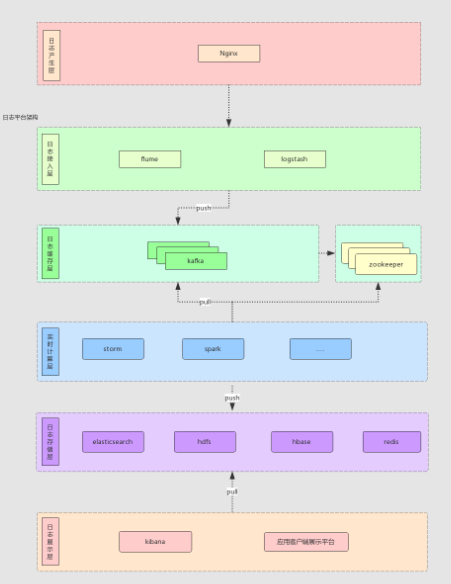 日志产生层
Nginx
日志平台架构
日志接入层
flume
logstash
push
日志缓存层
kafka
zookeeper
pull
实时计算层
storm
spark
......
push
日志存储层
elasticsearch
hdfs
hbase
redis
pull
日志展示层
kibana
应用客户端展示平台